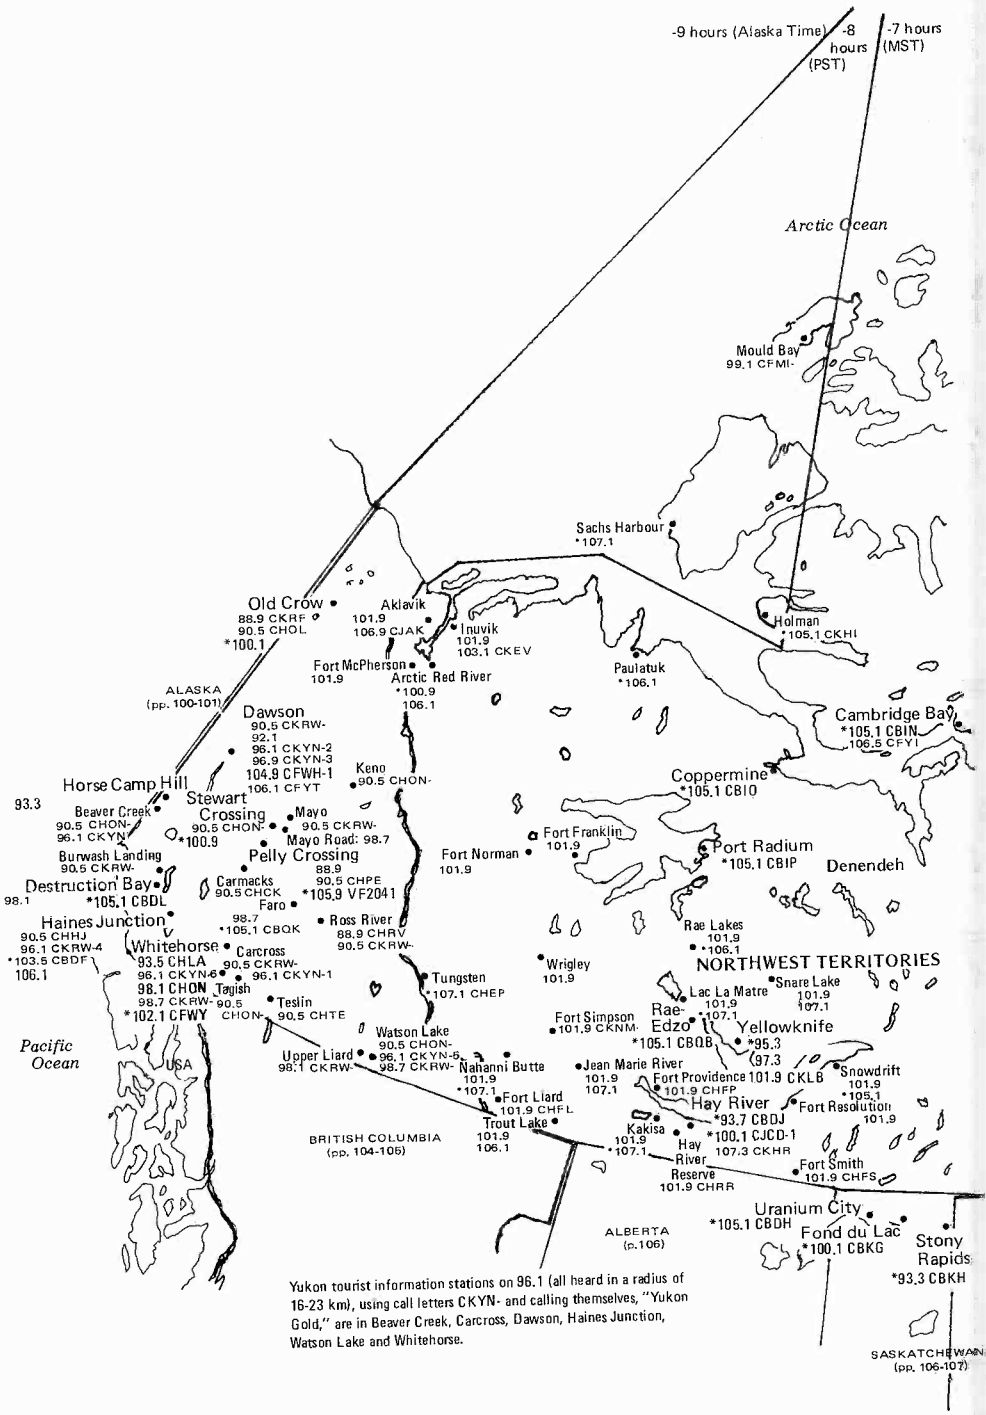 -9 hours (Alaska Time)
-8
hours
(PST)
-7 hours
(MST)
Arctic Ocean
Mould Bay
99.1 CFMI-
Sachs Harbour
*107.1
Old Crow
88.9 CKRF
90.5 CHOL
*100.1
Aklavik
101.9
106.9 CJAK
Inuvik
101.9
103.1 CKEV
Holman
*105.1 CKHI
Fort McPherson
101.9
Arctic Red River
*100.9
106.1
Paulatuk
*106.1
ALASKA
(pp. 100-101)
Dawson
90.5 CKRW-
92.1
96.1 CKYN-2
96.9 CKYN-3
104.9 CFWH-1
106.1 CFYT
Cambridge Bay
*105.1 CBIN
106.5 CFYI
Keno
90.5 CHON-
Coppermine
*105.1 CBIO
Horse Camp Hill
93.3
Beaver Creek
90.5 CHON-
96.1 CKYN
Stewart
Crossing
90.5 CHON-
*100.9
Mayo
90.5 CKRW-
Mayo Road: 98.7
Fort Franklin
101.9
Fort Norman
101.9
Port Radium
*105.1 CBIP
Denendeh
Burwash Landing
90.5 CKRW-
Pelly Crossing
88.9
90.5 CHPE
*105.9 VF2041
Destruction Bay
98.1
*105.1 CBDL
Carmacks
90.5 CHCK
Faro
98.7
*105.1 CBQK
Haines Junction
90.5 CHHJ
96.1 CKRW-4
*103.5 CBDF
106.1
Ross River
88.9 CHRV
90.5 CKRW-
Rae Lakes
101.9
*106.1
Whitehorse
93.5 CHLA
96.1 CKYN-6
98.1 CHON
98.7 CKRW-
*102.1 CFWY
Carcross
90.5 CKRW-
96.1 CKYN-1
Tagish
90.5
CHON-
Teslin
90.5 CHTE
Tungsten
*107.1 CHEP
Wrigley
101.9
NORTHWEST TERRITORIES
Snare Lake
101.9
107.1
Lac La Matre
101.9
*107.1
Rae-
Edzo
*105.1 CBQB
Yellowknife
*95.3
(97.3
101.9 CKLB
Fort Simpson
*101.9 CKNM-
Pacific
Ocean
USA
Upper Liard
98.1 CKRW-
Watson Lake
90.5 CHON-
96.1 CKYN-5
98.7 CKRW-
Nahanni Butte
101.9
*107.1
Jean Marie River
101.9
107.1
Fort Providence
101.9 CHFP
Snowdrift
101.9
*105.1
Fort Liard
101.9 CHFL
Hay River
*93.7 CBDJ
*100.1 CJCD-1
107.3 CKHR
Fort Resolution
101.9
Trout Lake
101.9
106.1
Kakisa
101.9
*107.1
Hay
River
Reserve
101.9 CHRR
Fort Smith
101.9 CHFS
BRITISH COLUMBIA
(pp. 104-105)
ALBERTA
(p.106)
Uranium City
*105.1 CBDH
Fond du Lac
*100.1 CBKG
Stony
Rapids
*93.3 CBKH
Yukon tourist information stations on 96.1 (all heard in a radius of
16-23 km), using call letters CKYN- and calling themselves, "Yukon
Gold," are in Beaver Creek, Carcross, Dawson, Haines Junction,
Watson Lake and Whitehorse.
SASKATCHEWAN
(pp. 106-107)